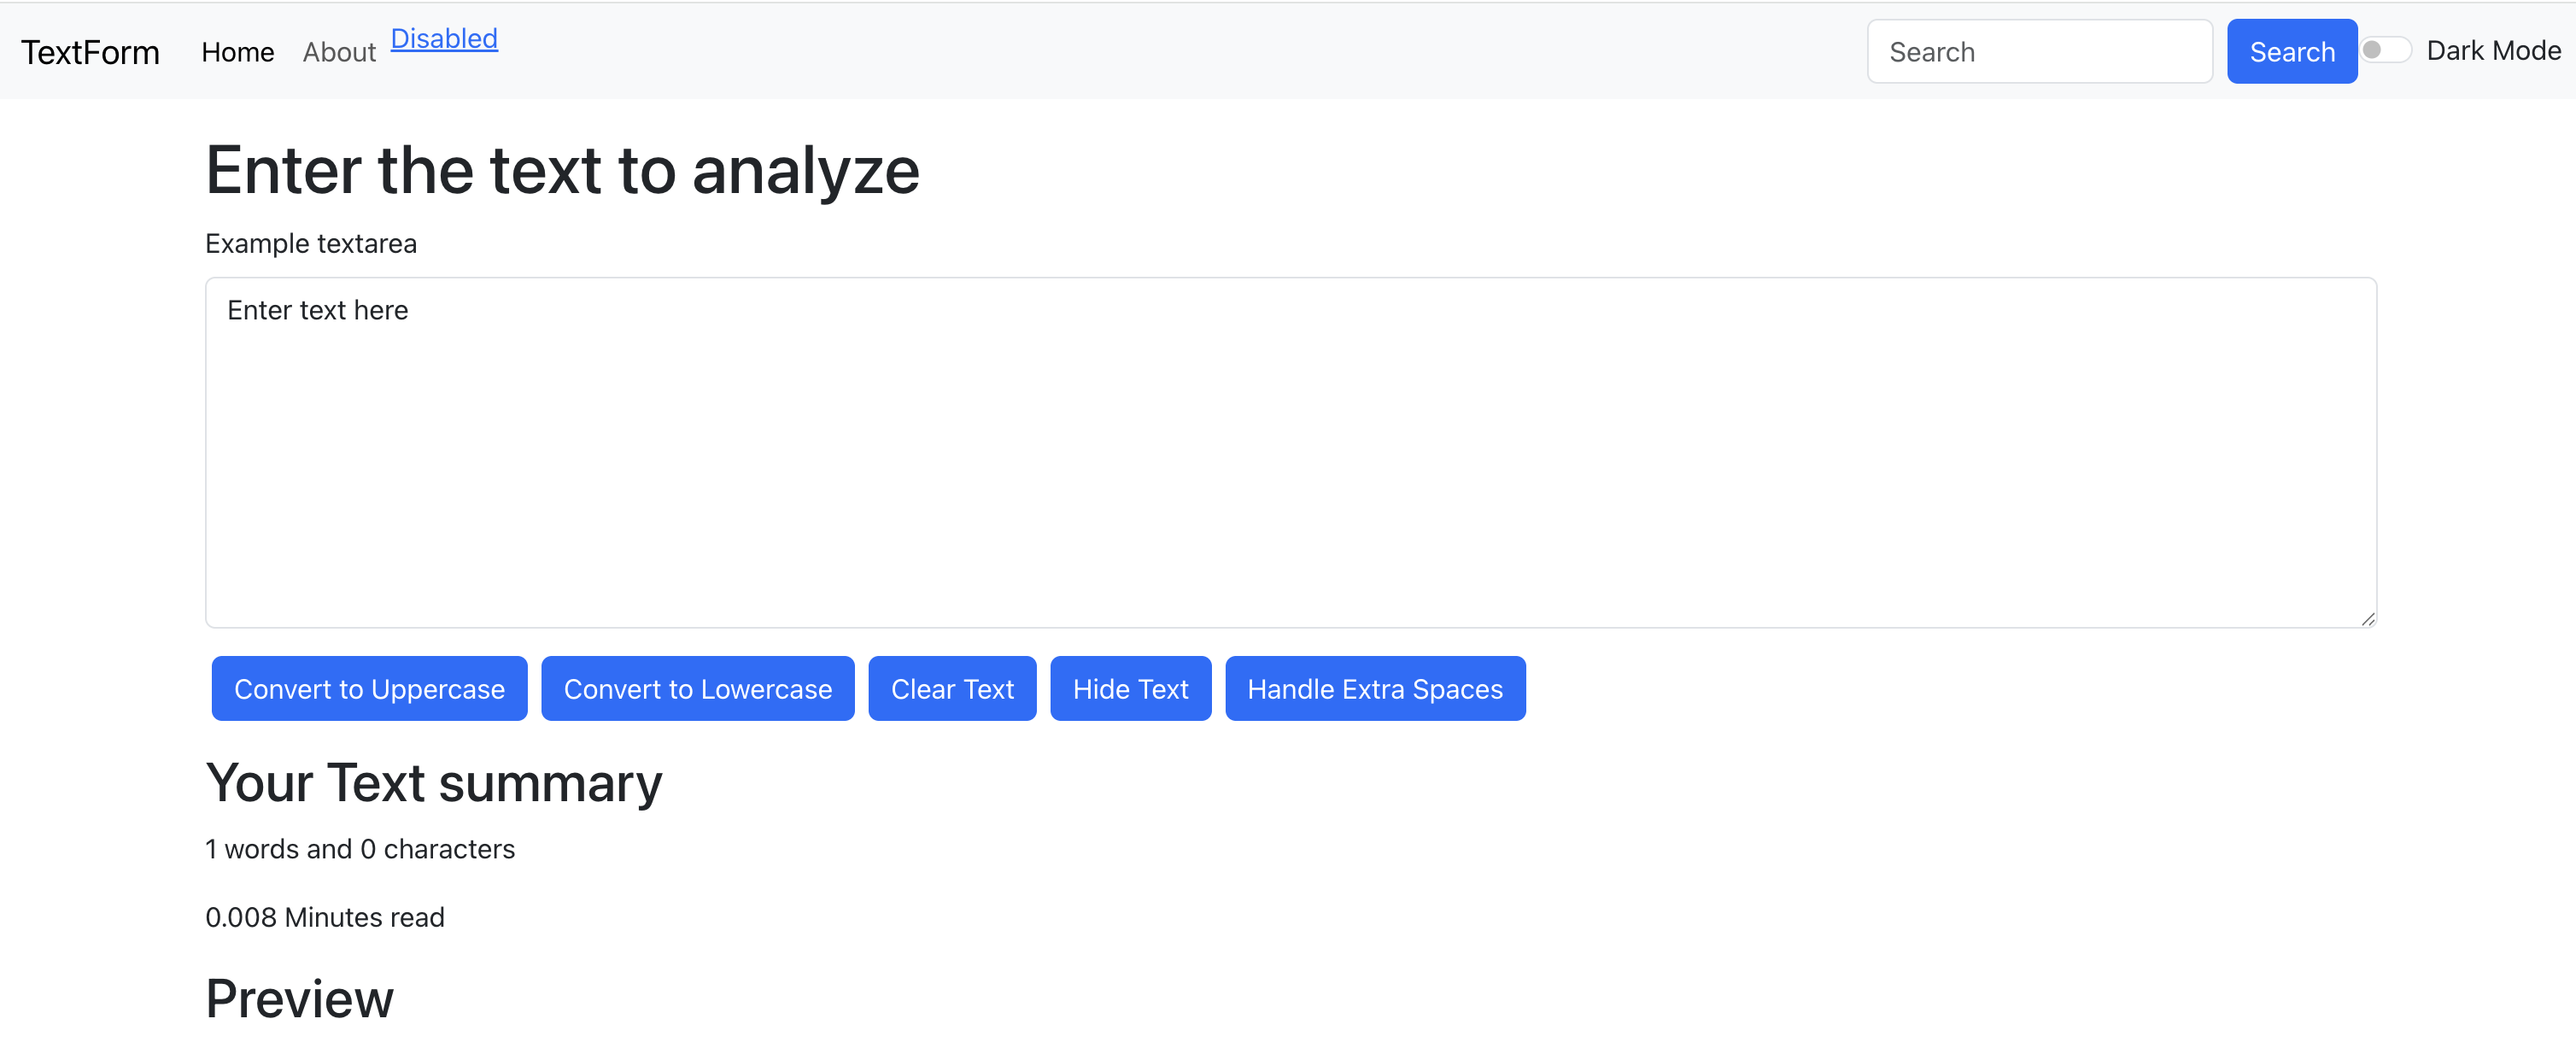 TextForm Home About Disabled Search Search Dark Mode
Enter the text to analyze
Example textarea
Enter text here
Convert to Uppercase Convert to Lowercase Clear Text Hide Text Handle Extra Spaces
Your Text summary
1 words and 0 characters
0.008 Minutes read
Preview